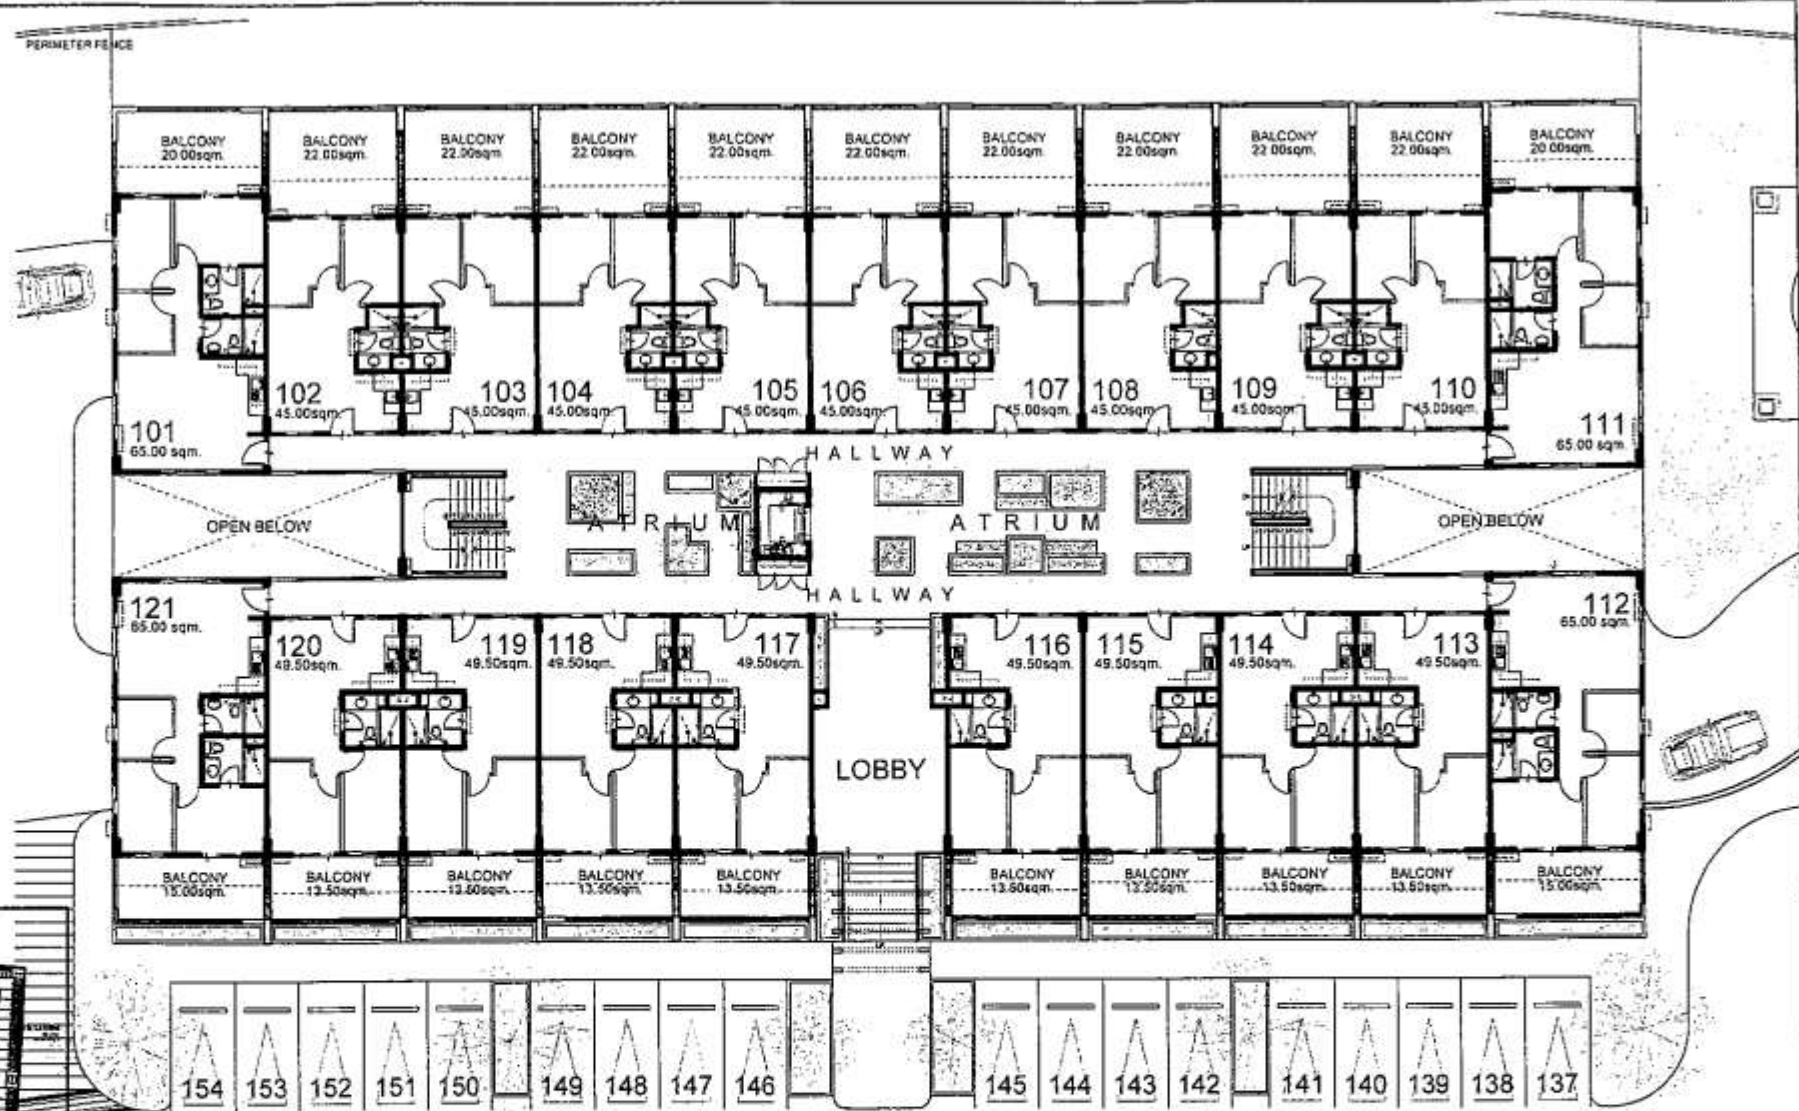 PERIMETER FENCE
BALCONY
20.00sqm.
BALCONY
22.00sqm.
BALCONY
22.00sqm.
BALCONY
22.00sqm.
BALCONY
22.00sqm.
BALCONY
22.00sqm.
BALCONY
22.00sqm.
BALCONY
22.00sqm.
BALCONY
22.00sqm.
BALCONY
22.00sqm.
BALCONY
20.00sqm.
101
65.00 sqm.
102
45.00sqm.
103
45.00sqm.
104
45.00sqm.
105
45.00sqm.
106
45.00sqm.
107
45.00sqm.
108
45.00sqm.
109
45.00sqm.
110
45.00sqm.
111
65.00 sqm.
HALLWAY
OPEN BELOW
ATRIUM
ATRIUM
OPEN BELOW
HALLWAY
121
65.00 sqm.
120
49.50sqm.
119
49.50sqm.
118
49.50sqm.
117
49.50sqm.
116
49.50sqm.
115
49.50sqm.
114
49.50sqm.
113
49.50sqm.
112
65.00 sqm.
LOBBY
BALCONY
15.00sqm.
BALCONY
13.50sqm.
BALCONY
13.50sqm.
BALCONY
13.50sqm.
BALCONY
13.50sqm.
BALCONY
13.50sqm.
BALCONY
13.50sqm.
BALCONY
13.50sqm.
BALCONY
13.50sqm.
BALCONY
15.00sqm.
154
153
152
151
150
149
148
147
146
145
144
143
142
141
140
139
138
137